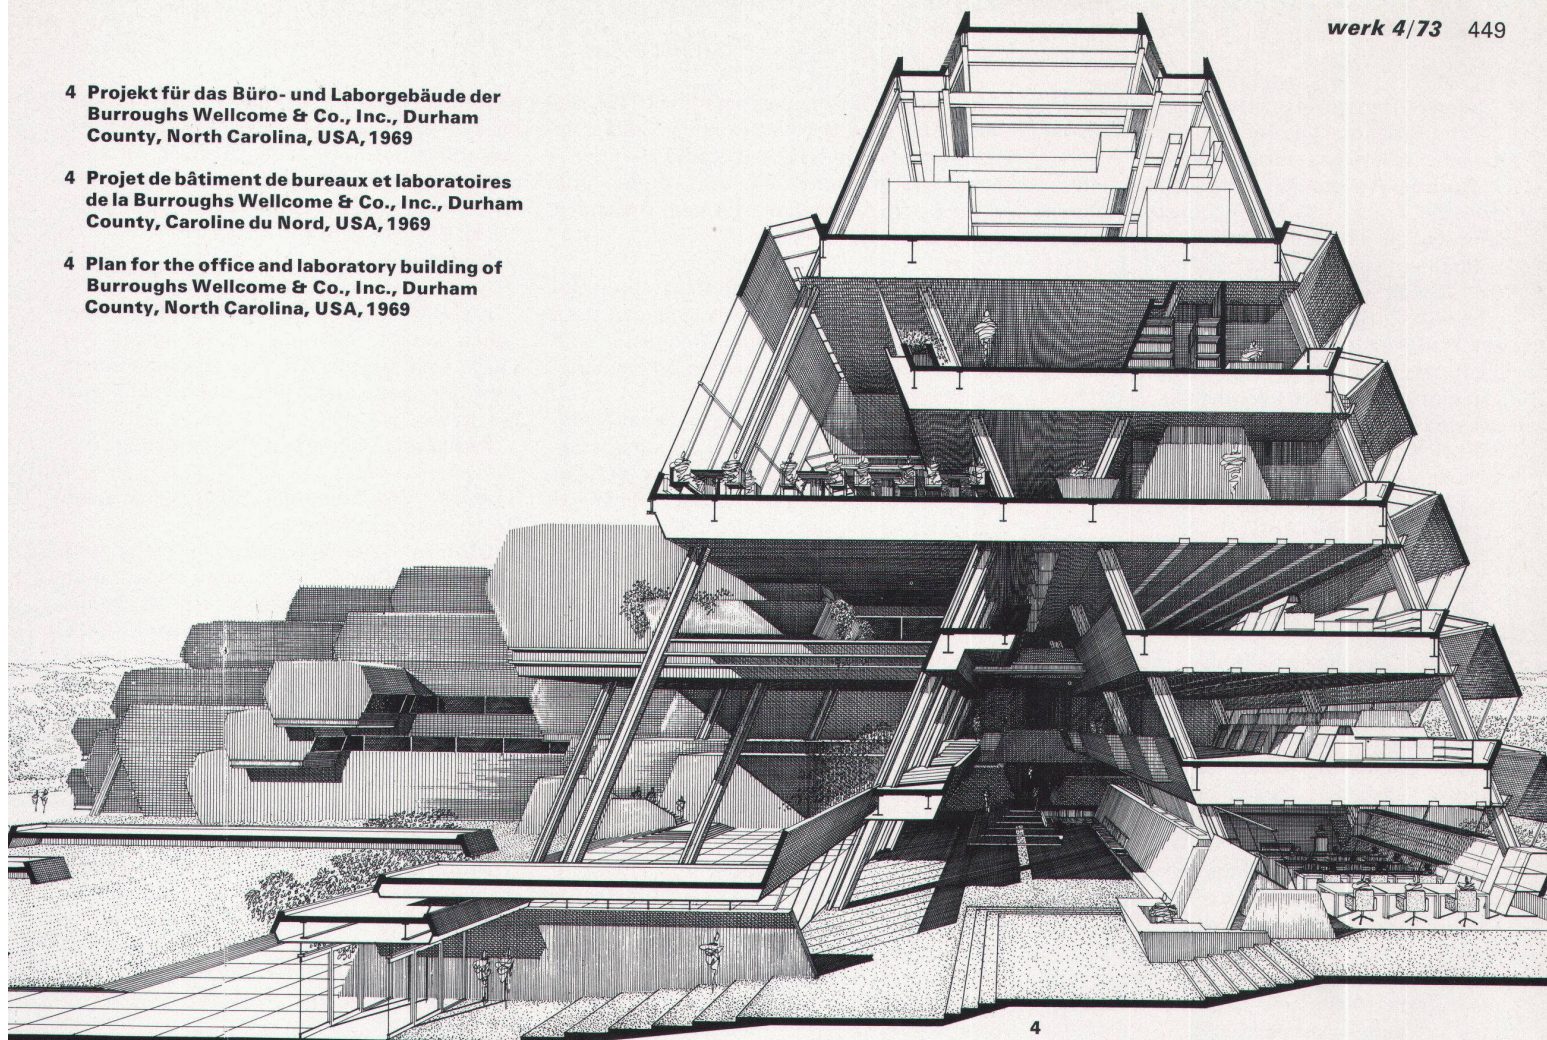 werk 4/73 449
4 Projekt für das Büro- und Laborgebäude der
Burroughs Wellcome & Co., Inc., Durham
County, North Carolina, USA, 1969
4 Projet de bâtiment de bureaux et laboratoires
de la Burroughs Wellcome & Co., Inc., Durham
County, Caroline du Nord, USA, 1969
4 Plan for the office and laboratory building of
Burroughs Wellcome & Co., Inc., Durham
County, North Carolina, USA, 1969
4